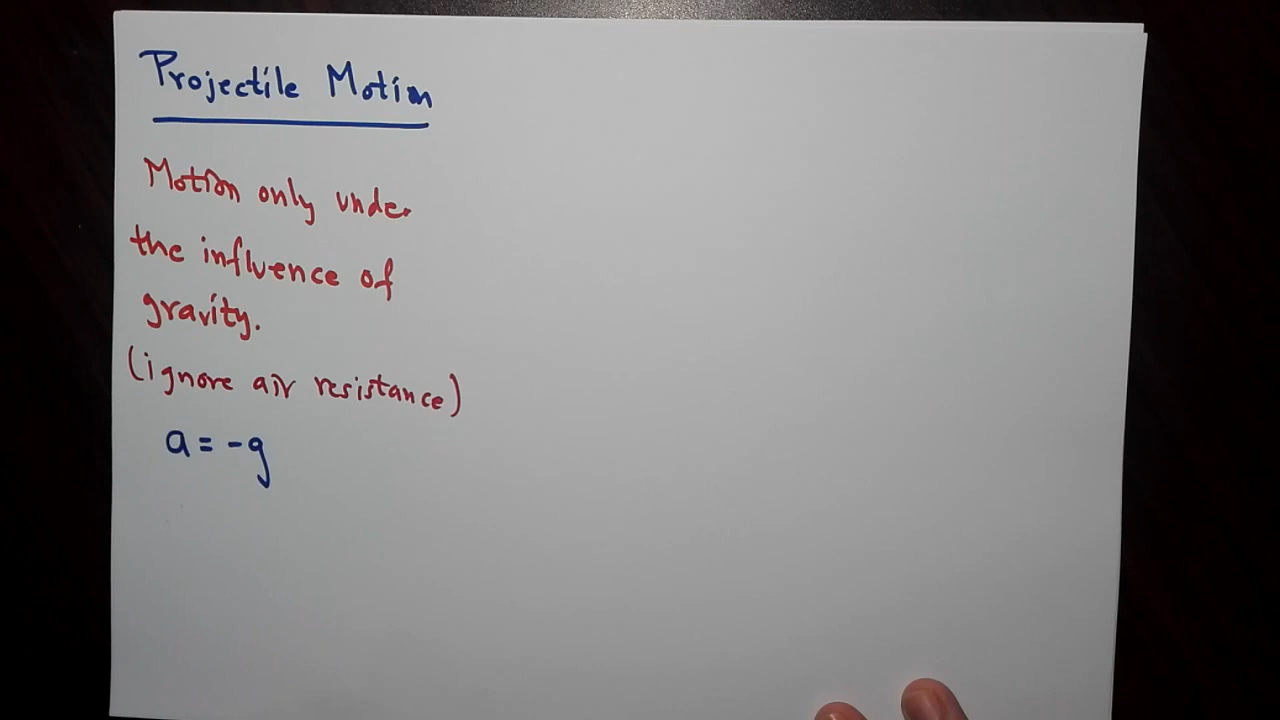 Projectile Motion
Motion only under
the influence of
gravity.
(ignore air resistance)
a = -g